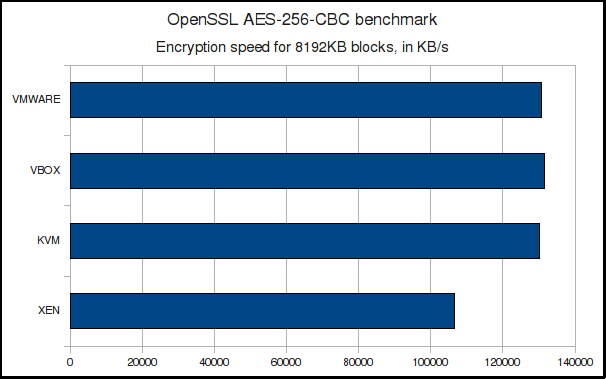 OpenSSL AES-256-CBC benchmark
Encryption speed for 8192KB blocks, in KB/s
VMWARE
VBOX
KVM
XEN
0 20000 40000 60000 80000 100000 120000 140000